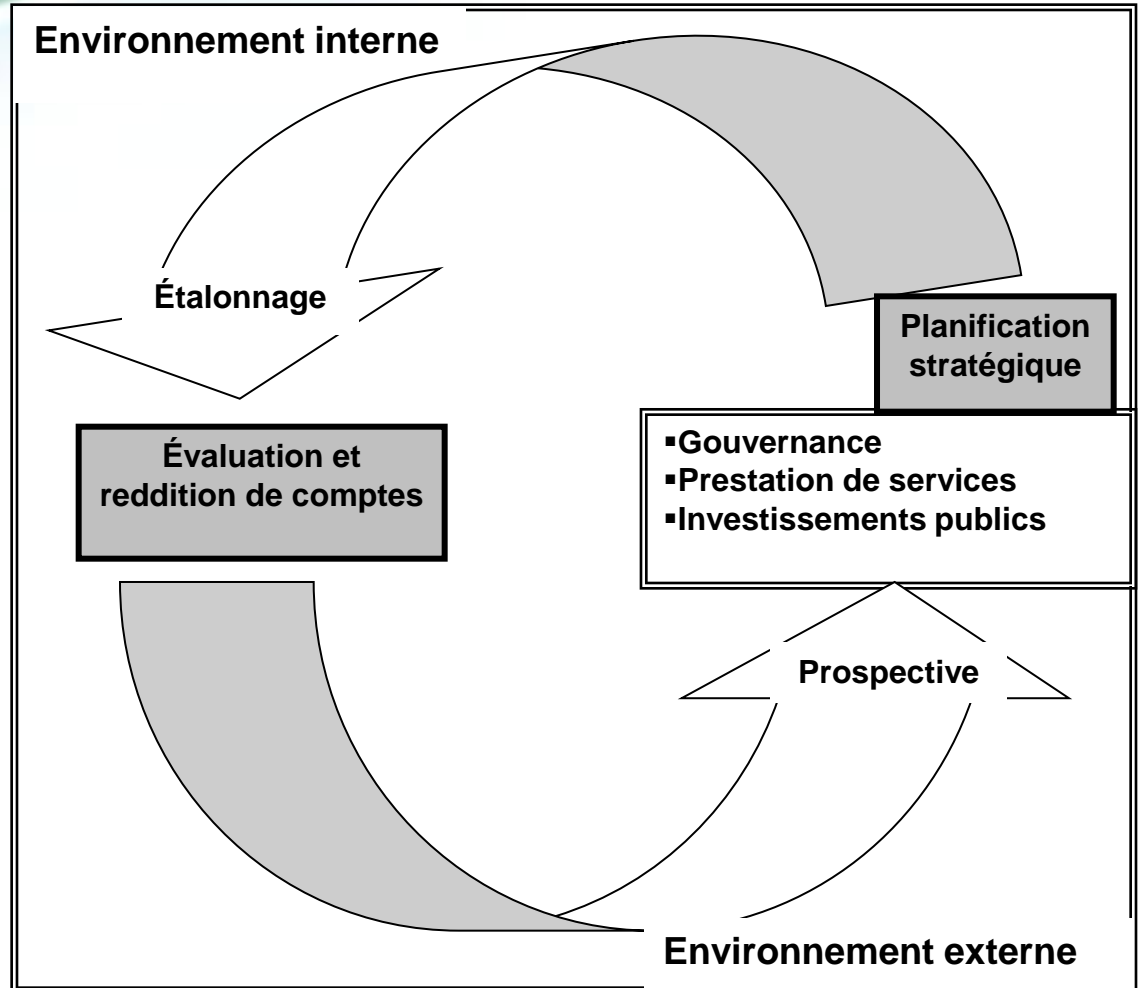 Environnement interne
Étalonnage
Planification
stratégique
Évaluation et
reddition de comptes
▪Gouvernance
▪Prestation de services
▪Investissements publics
Prospective
Environnement externe